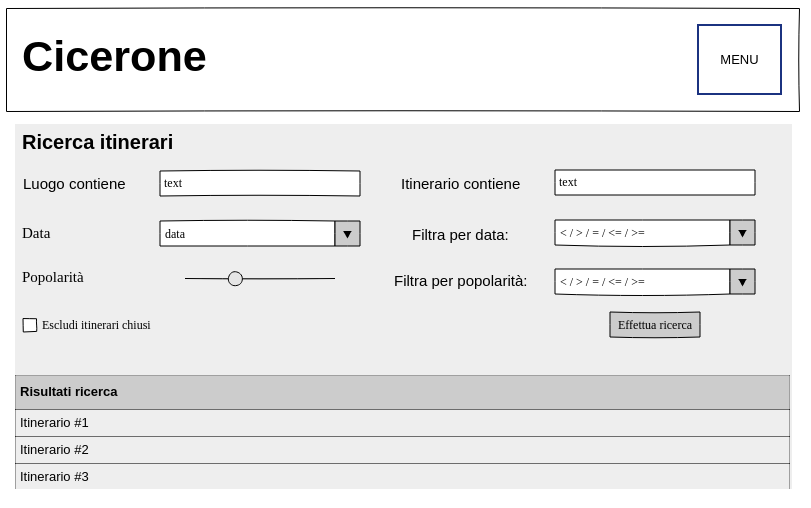 Cicerone
MENU
Ricerca itinerari
Luogo contiene text Itinerario contiene text
Data data Filtra per data: < / > / = / <= / >=
Popolarità Filtra per popolarità: < / > / = / <= / >=
Escludi itinerari chiusi Effettua ricerca
Risultati ricerca
Itinerario #1
Itinerario #2
Itinerario #3